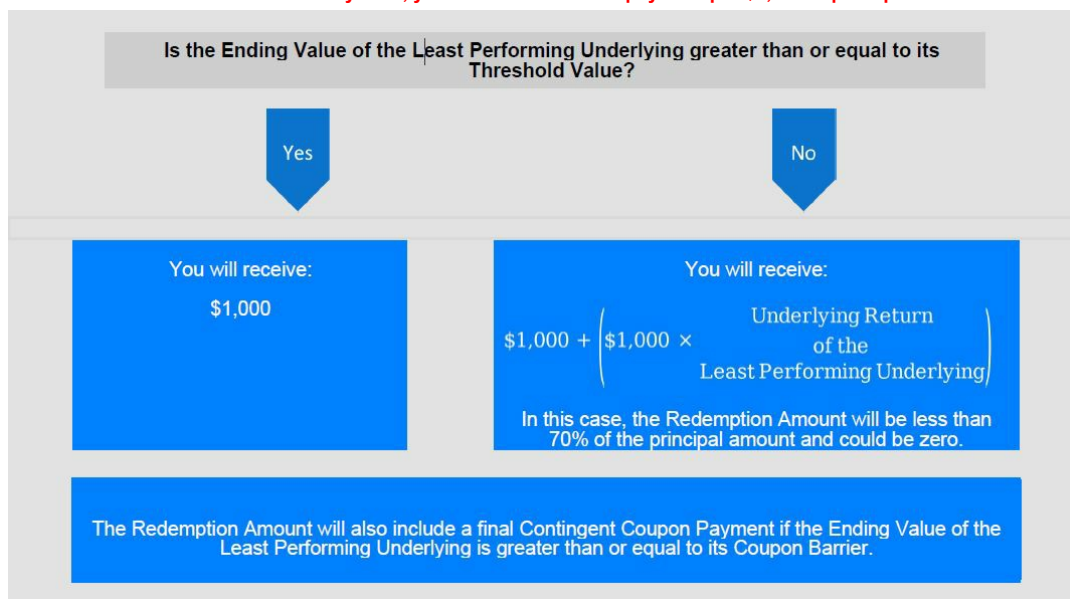 Is the Ending Value of the Least Performing Underlying greater than or equal to its
Threshold Value?
Yes
No
You will receive:
$1,000
You will receive:
$1,000 + ($1,000 × Underlying Return
of the
Least Performing Underlying)
In this case, the Redemption Amount will be less than
70% of the principal amount and could be zero.
The Redemption Amount will also include a final Contingent Coupon Payment if the Ending Value of the
Least Performing Underlying is greater than or equal to its Coupon Barrier.